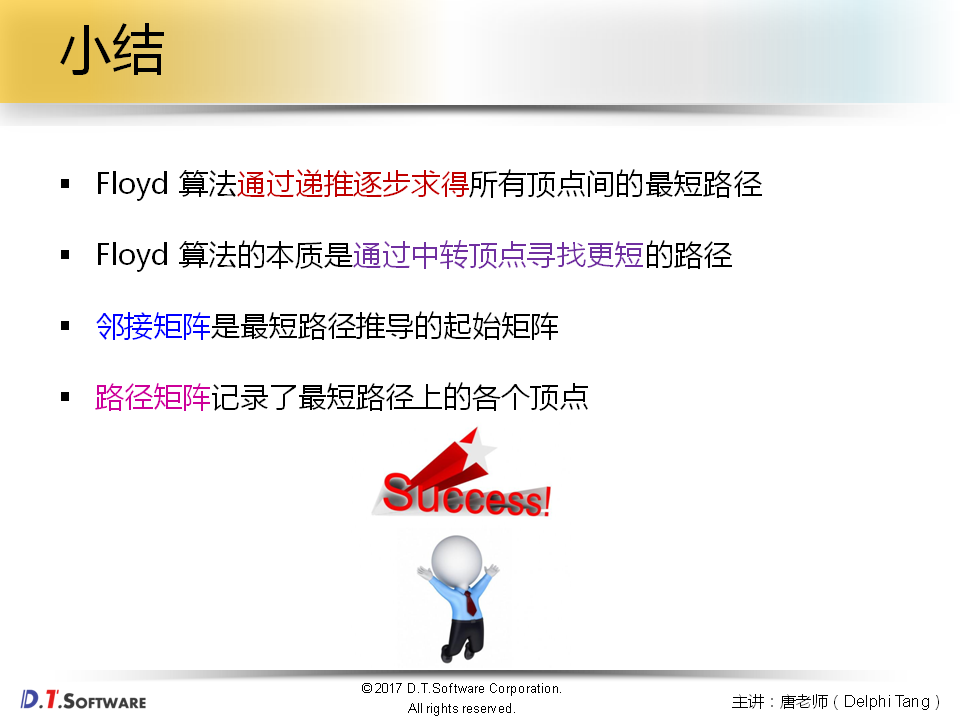 小结
▪ Floyd 算法通过递推逐步求得所有顶点间的最短路径
▪ Floyd 算法的本质是通过中转顶点寻找更短的路径
▪ 邻接矩阵是最短路径推导的起始矩阵
▪ 路径矩阵记录了最短路径上的各个顶点
Success!
D.T.SOFTWARE
©2017 D.T.Software Corporation.
All rights reserved.
主讲：唐老师（Delphi Tang）